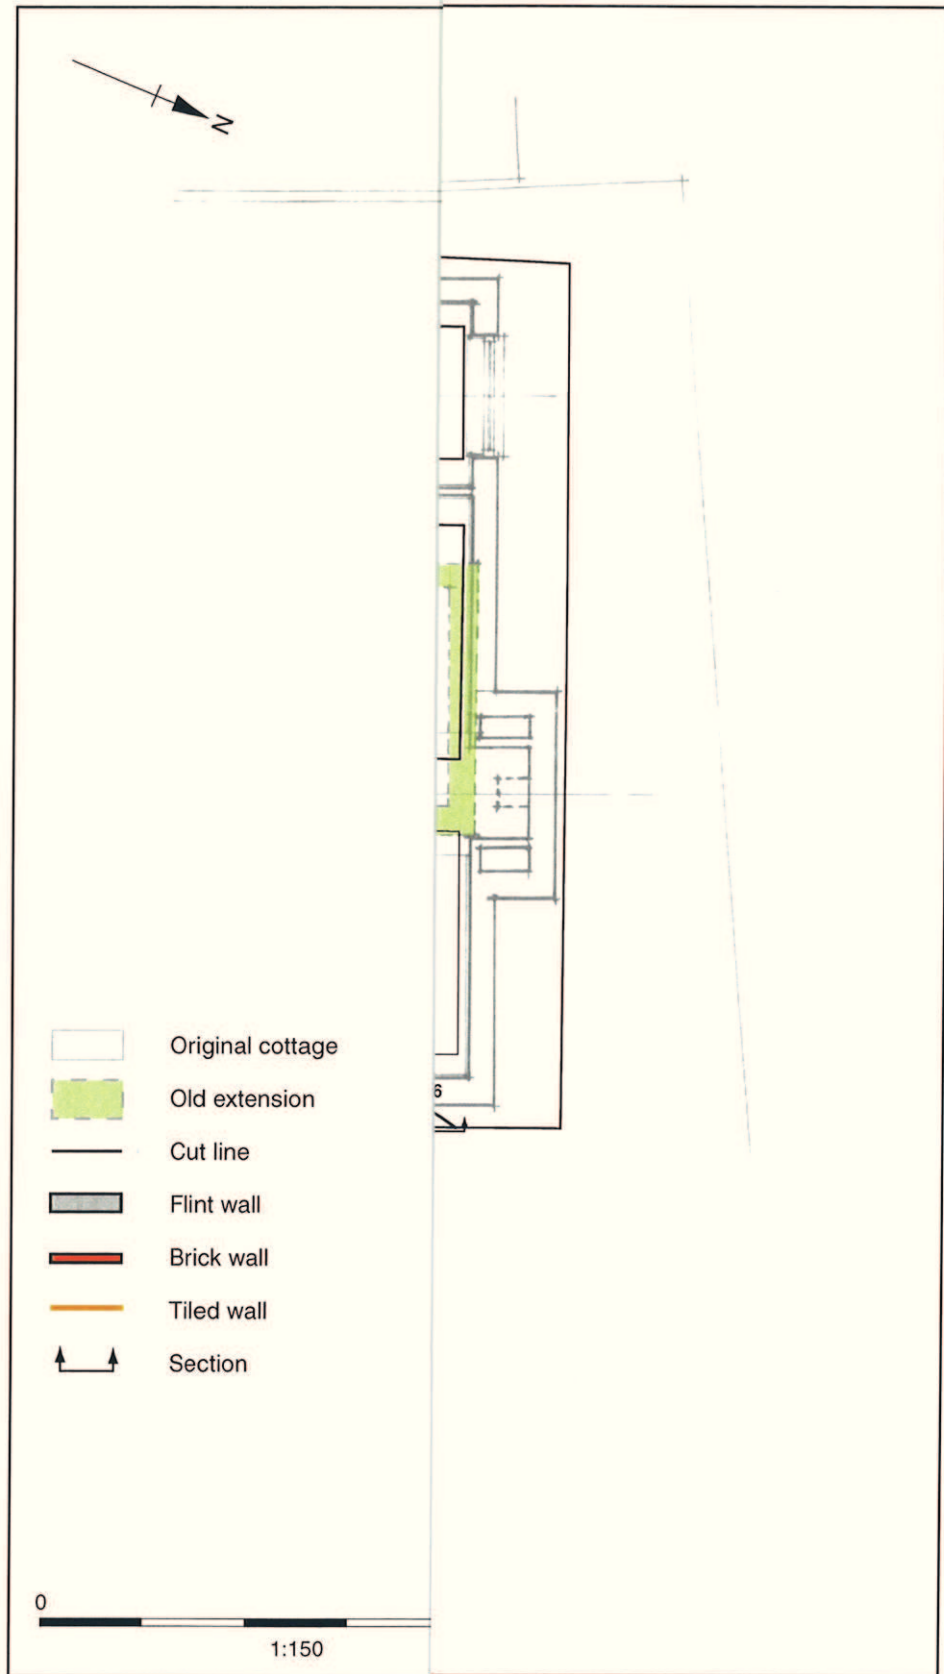 N
6
Original cottage
Old extension
Cut line
Flint wall
Brick wall
Tiled wall
Section
0
1:150